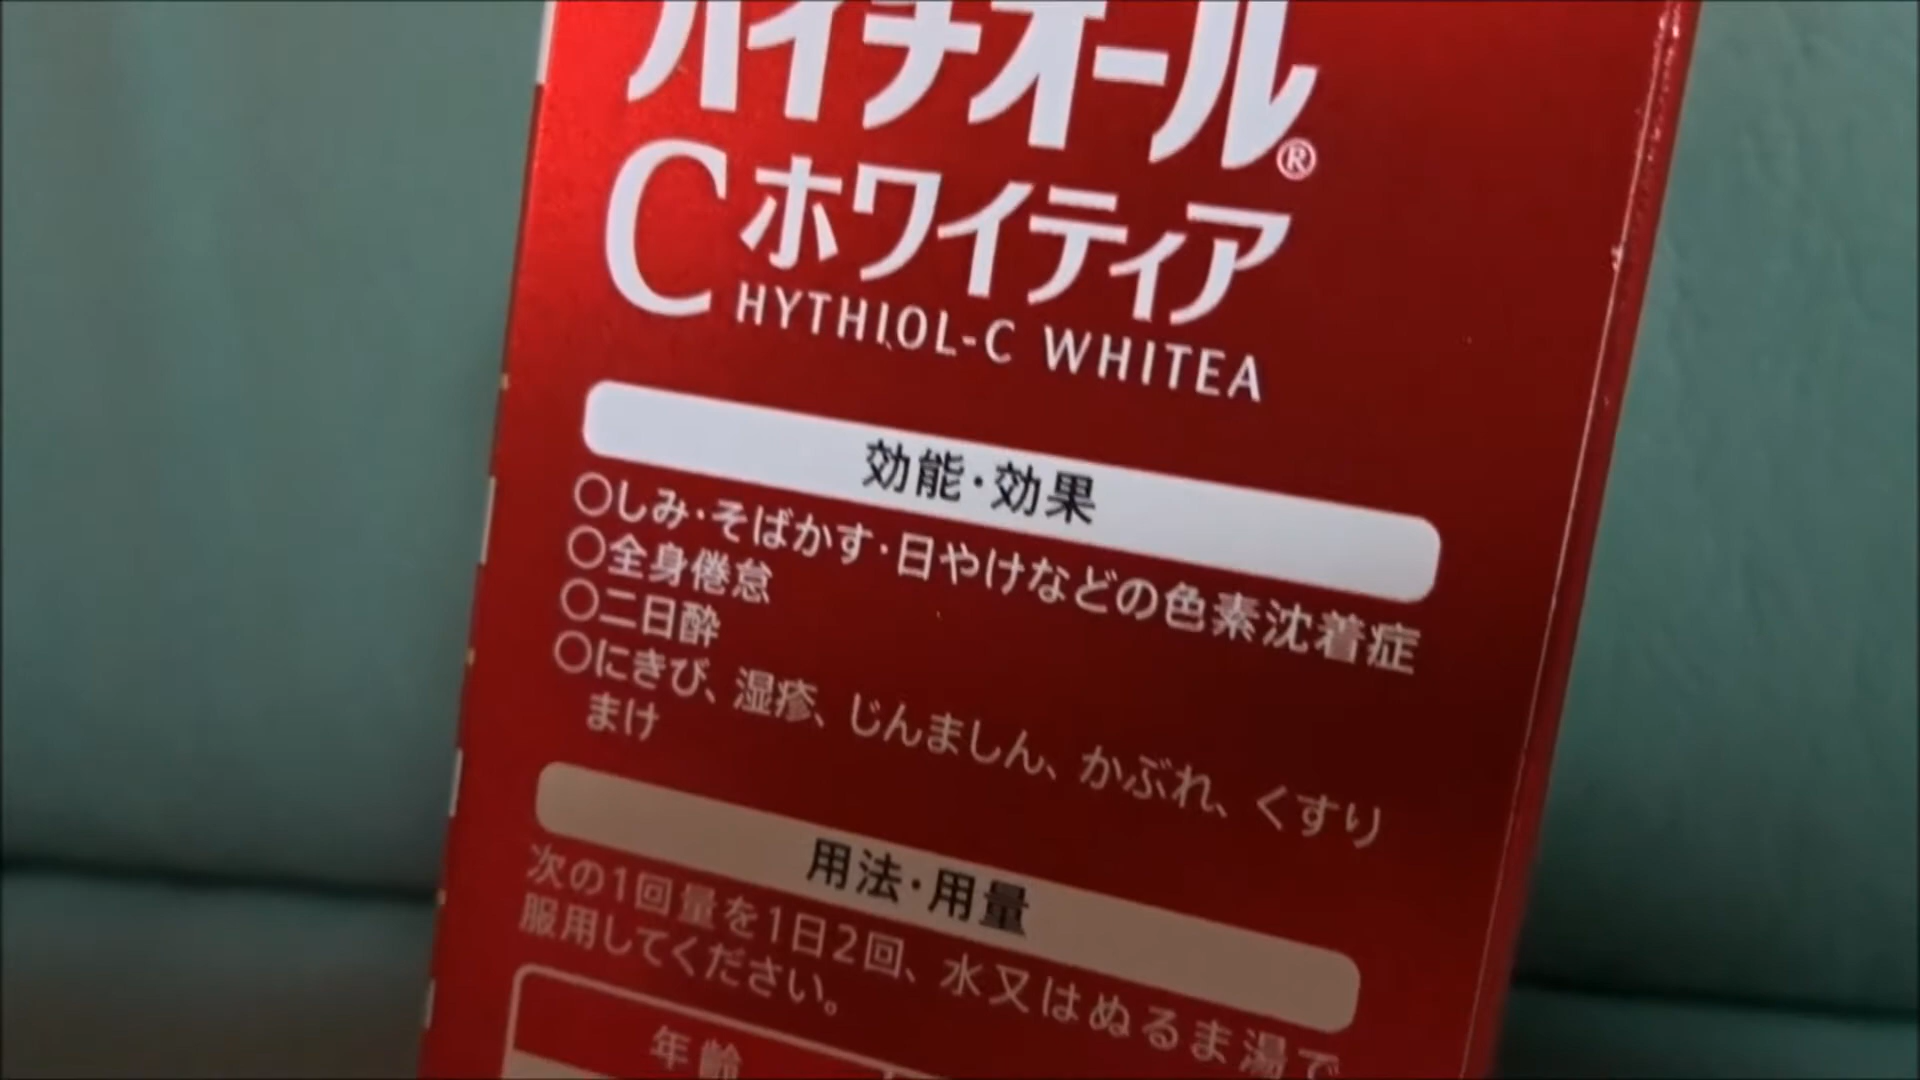 ハイチオール®
Cホワイティア
HYTHIOL-C WHITEA
効能・効果
○しみ・そばかす・日やけなどの色素沈着症
○全身倦怠
○二日酔
○にきび、湿疹、じんましん、かぶれ、くすり
まけ
用法・用量
次の1回量を1日2回、水又はぬるま湯で
服用してください。
年齢